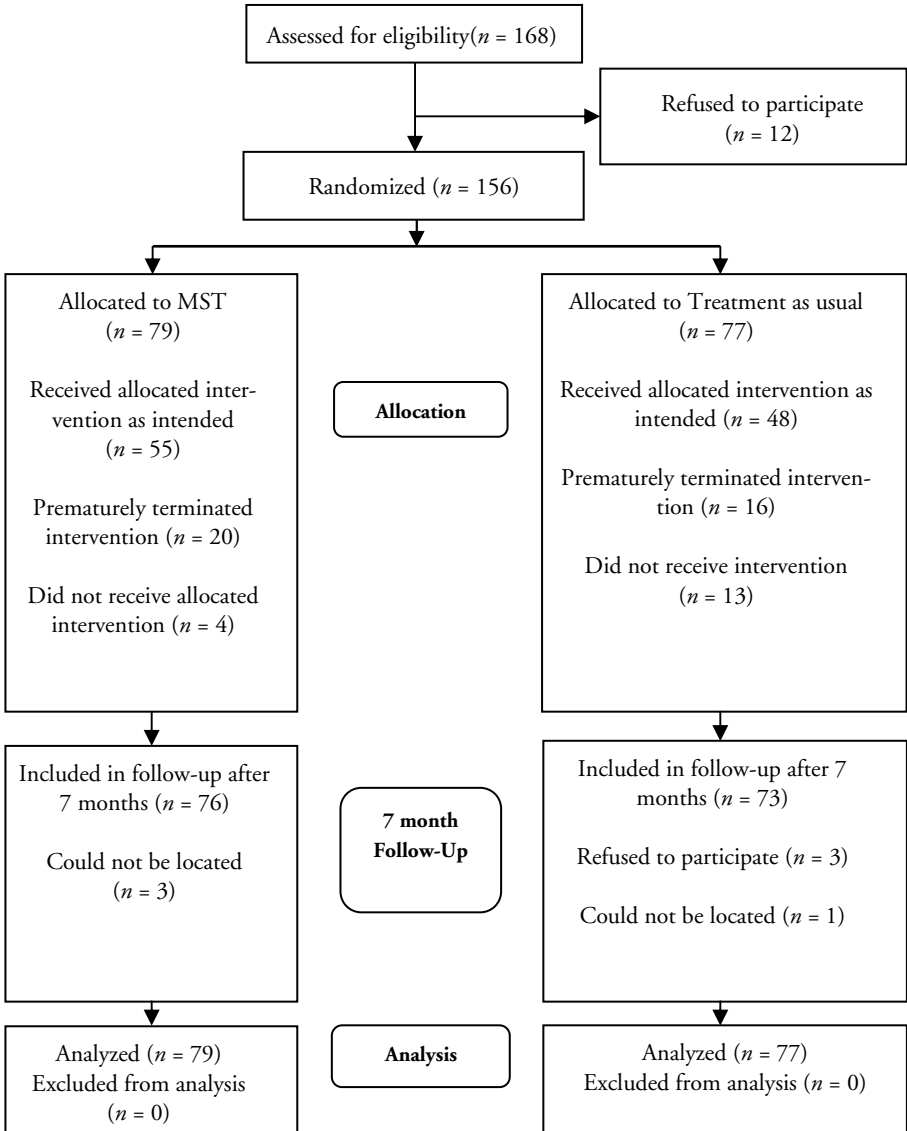 Assessed for eligibility(n = 168)
Refused to participate
(n = 12)
Randomized (n = 156)
Allocated to MST
(n = 79)
Received allocated inter-
vention as intended
(n = 55)
Prematurely terminated
intervention (n = 20)
Did not receive allocated
intervention (n = 4)
Allocation
Allocated to Treatment as usual
(n = 77)
Received allocated intervention as
intended (n = 48)
Prematurely terminated interven-
tion (n = 16)
Did not receive intervention
(n = 13)
Included in follow-up after
7 months (n = 76)
Could not be located
(n = 3)
7 month
Follow-Up
Included in follow-up after 7
months (n = 73)
Refused to participate (n = 3)
Could not be located (n = 1)
Analyzed (n = 79)
Excluded from analysis
(n = 0)
Analysis
Analyzed (n = 77)
Excluded from analysis (n = 0)